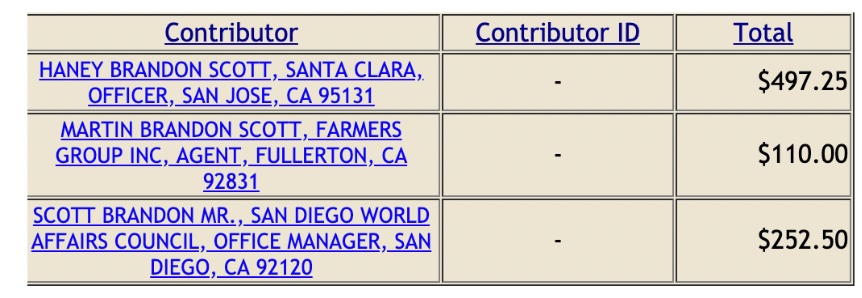 Contributor Contributor ID Total
HANEY BRANDON SCOTT, SANTA CLARA,
OFFICER, SAN JOSE, CA 95131
-
$497.25
MARTIN BRANDON SCOTT, FARMERS
GROUP INC, AGENT, FULLERTON, CA
92831
-
$110.00
SCOTT BRANDON MR., SAN DIEGO WORLD
AFFAIRS COUNCIL, OFFICE MANAGER, SAN
DIEGO, CA 92120
-
$252.50